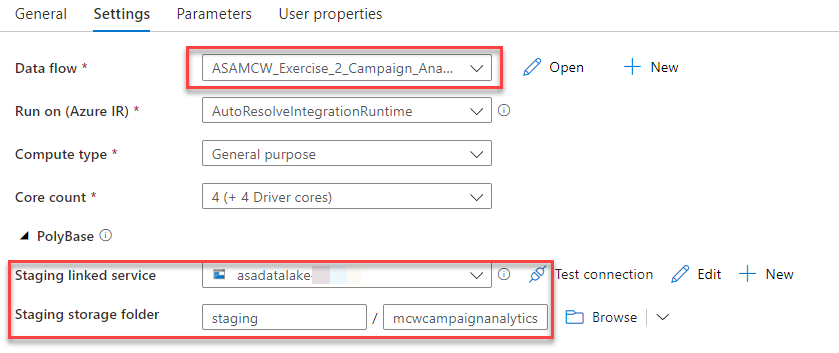 General Settings Parameters User properties
Data flow * ASAMCW_Exercise_2_Campaign_Ana... Open New
Run on (Azure IR) * AutoResolveIntegrationRuntime
Compute type * General purpose
Core count * 4 (+ 4 Driver cores)
PolyBase
Staging linked service asadatalake Test connection Edit New
Staging storage folder staging / mcwcampaignanalytics Browse